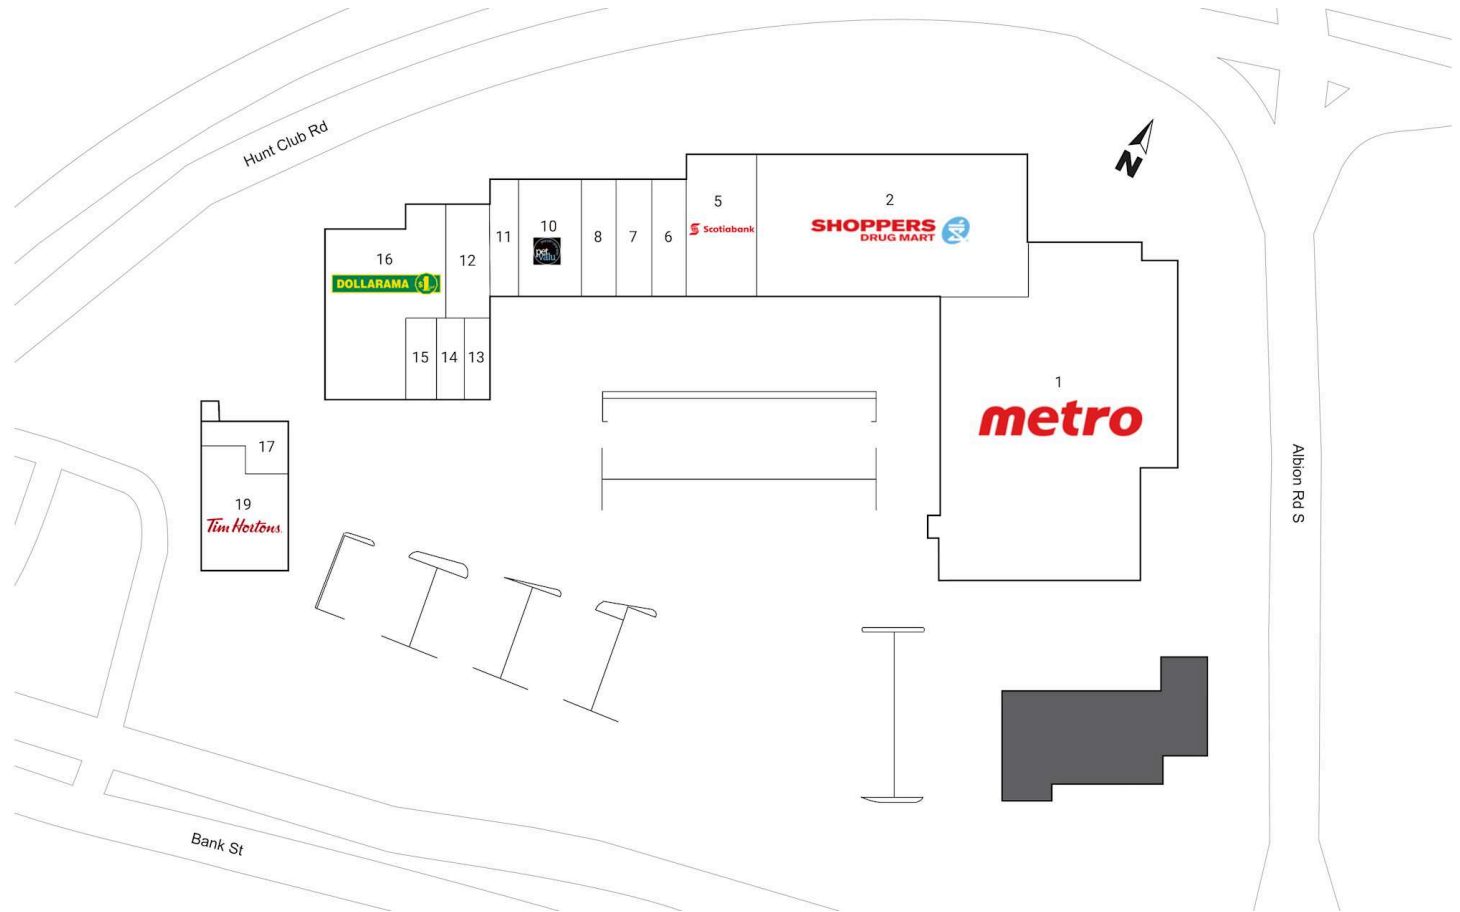 Hunt Club Rd
N
5
Scotiabank
2
SHOPPERS
DRUG MART
11
10
pet
valu
8
7
6
12
16
DOLLARAMA $1
15
14
13
1
metro
17
19
Tim Hortons
Albion Rd S
Bank St